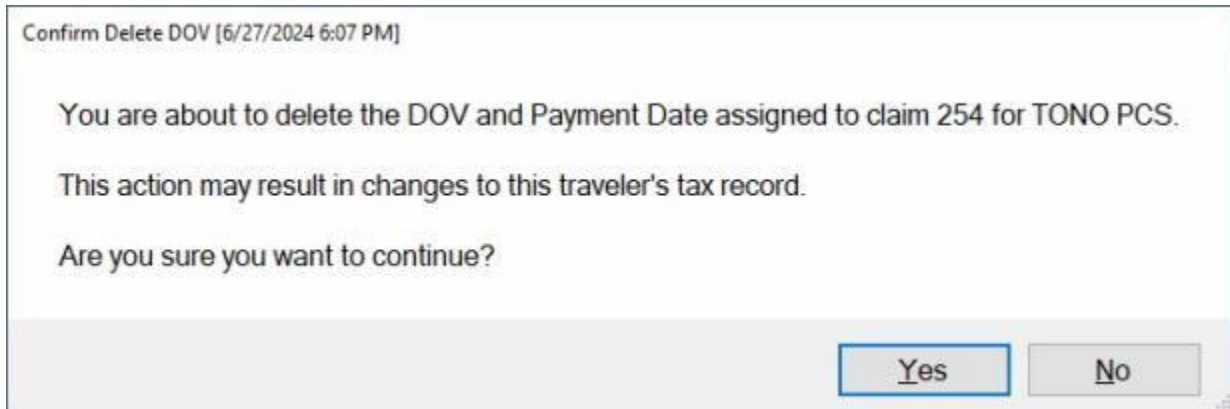 Confirm Delete DOV [6/27/2024 6:07 PM]
You are about to delete the DOV and Payment Date assigned to claim 254 for TONO PCS.
This action may result in changes to this traveler's tax record.
Are you sure you want to continue?
Yes No